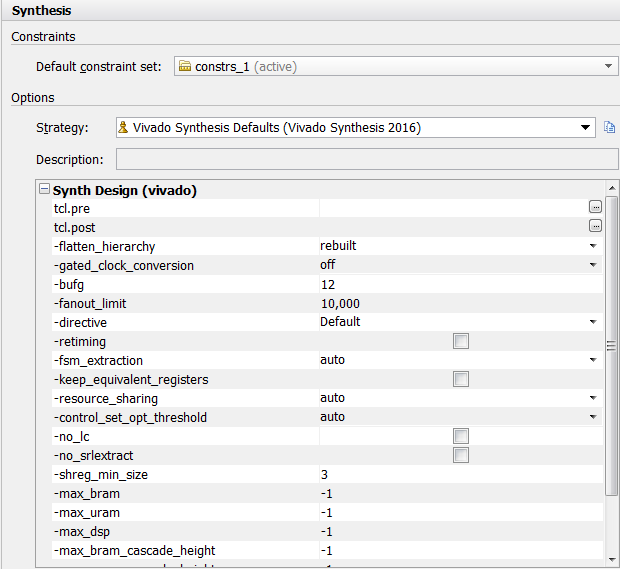 Synthesis
Constraints
Default constraint set: constrs_1 (active)
Options
Strategy: Vivado Synthesis Defaults (Vivado Synthesis 2016)
Description:
Synth Design (vivado)
tcl.pre ...
tcl.post ...
-flatten_hierarchy rebuilt
-gated_clock_conversion off
-bufg 12
-fanout_limit 10,000
-directive Default
-retiming
-fsm_extraction auto
-keep_equivalent_registers
-resource_sharing auto
-control_set_opt_threshold auto
-no_lc
-no_srlextract
-shreg_min_size 3
-max_bram -1
-max_uram -1
-max_dsp -1
-max_bram_cascade_height -1